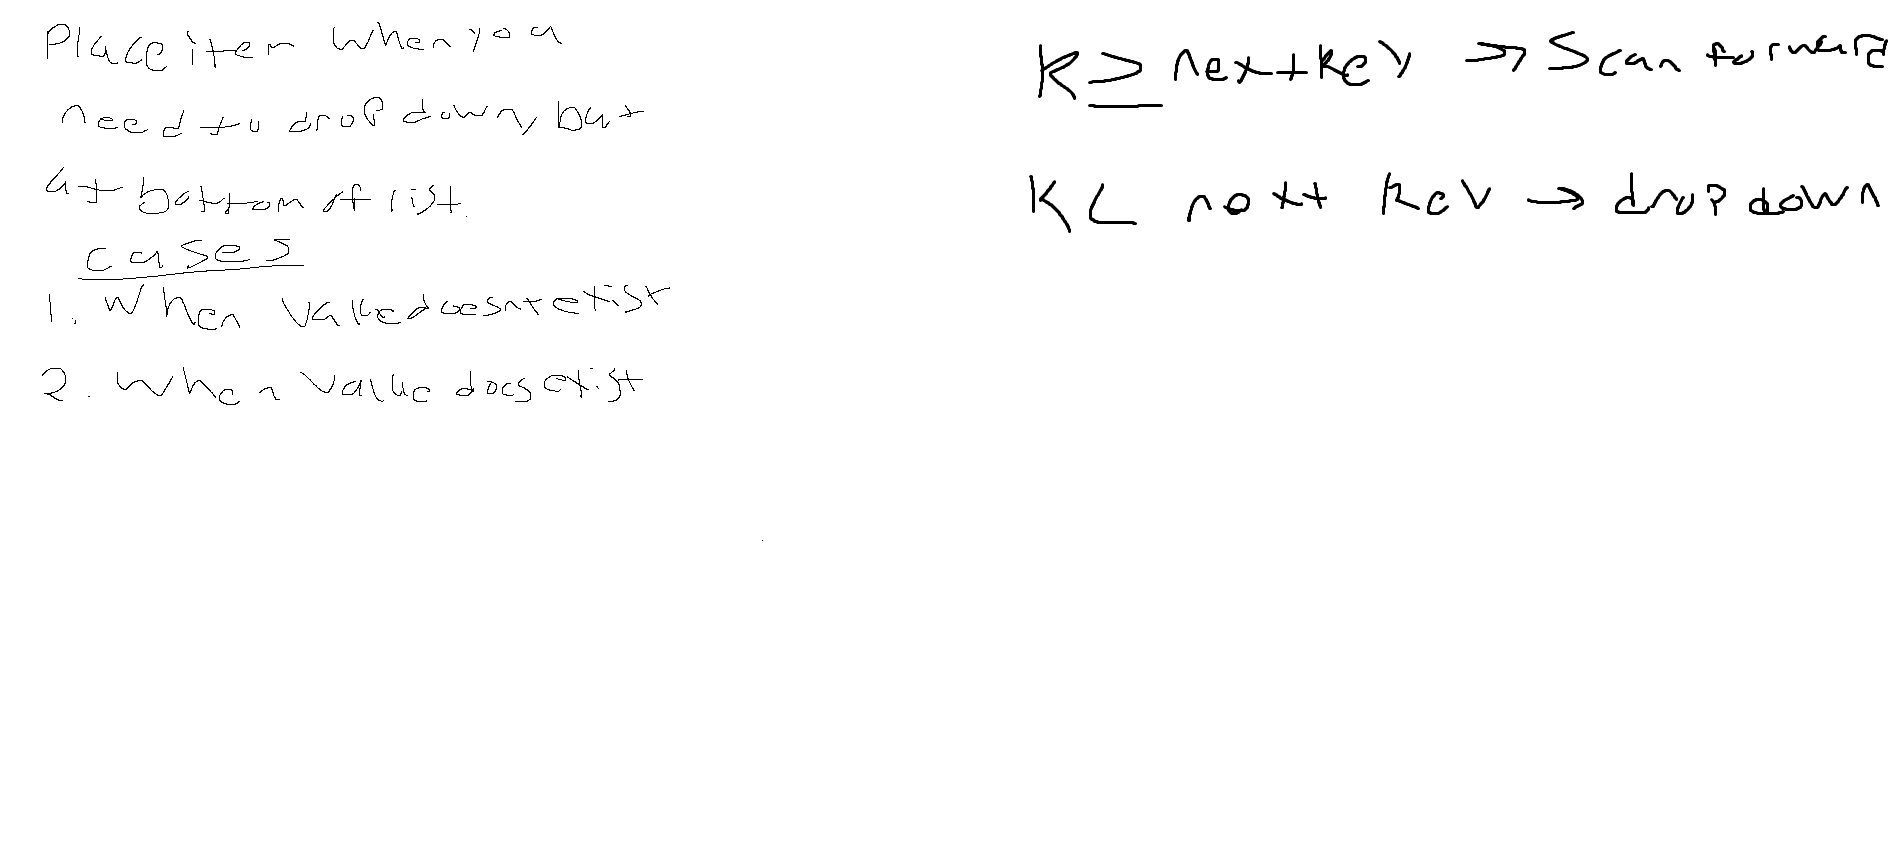 Place item when you
need to drop down, but
at bottom of list.
cases
1. When value doesnt exist
2. When value does exist
K ≥ nextkey → Scan forward
K < next key → drop down